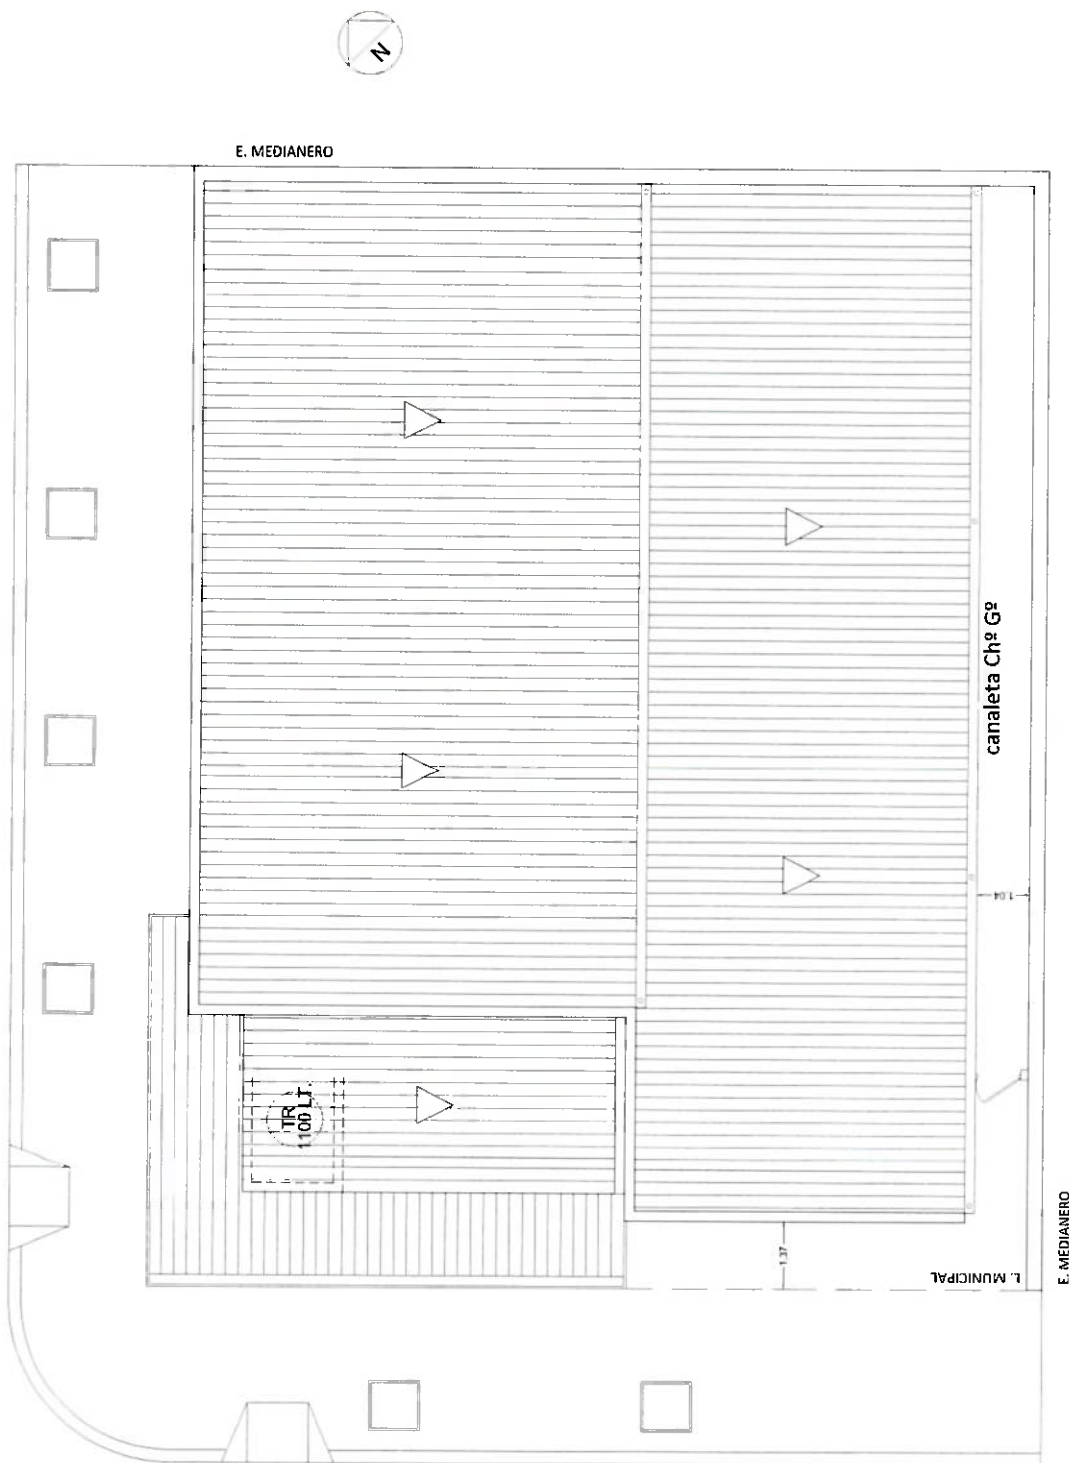 N
E. MEDIANERO
canaleta Chº Gº
1.04
TR
1100 LT.
1.37
L. MUNICIPAL
E. MEDIANERO